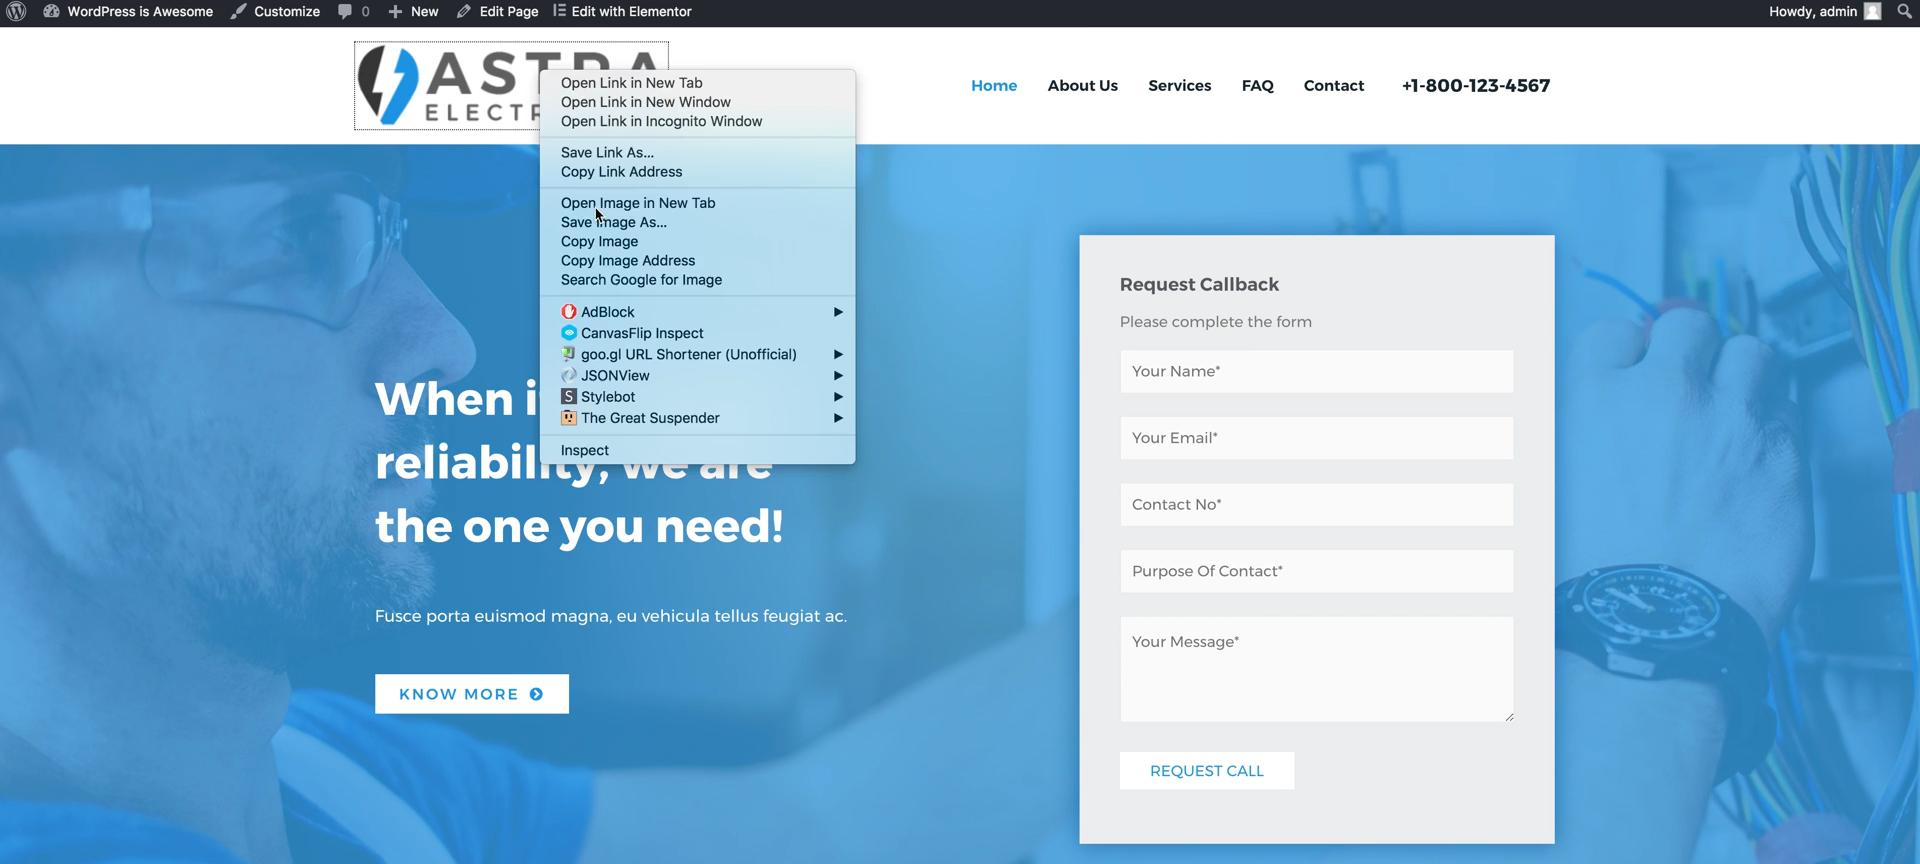 WordPress is Awesome Customize 0 New Edit Page Edit with Elementor Howdy, admin
Home About Us Services FAQ Contact +1-800-123-4567
Open Link in New Tab
Open Link in New Window
Open Link in Incognito Window
Save Link As...
Copy Link Address
Open Image in New Tab
Save Image As...
Copy Image
Copy Image Address
Search Google for Image
AdBlock
CanvasFlip Inspect
goo.gl URL Shortener (Unofficial)
JSONView
Stylebot
The Great Suspender
Inspect
When
reliability, we are
the one you need!
Fusce porta euismod magna, eu vehicula tellus feugiat ac.
KNOW MORE
Request Callback
Please complete the form
Your Name*
Your Email*
Contact No*
Purpose Of Contact*
Your Message*
REQUEST CALL